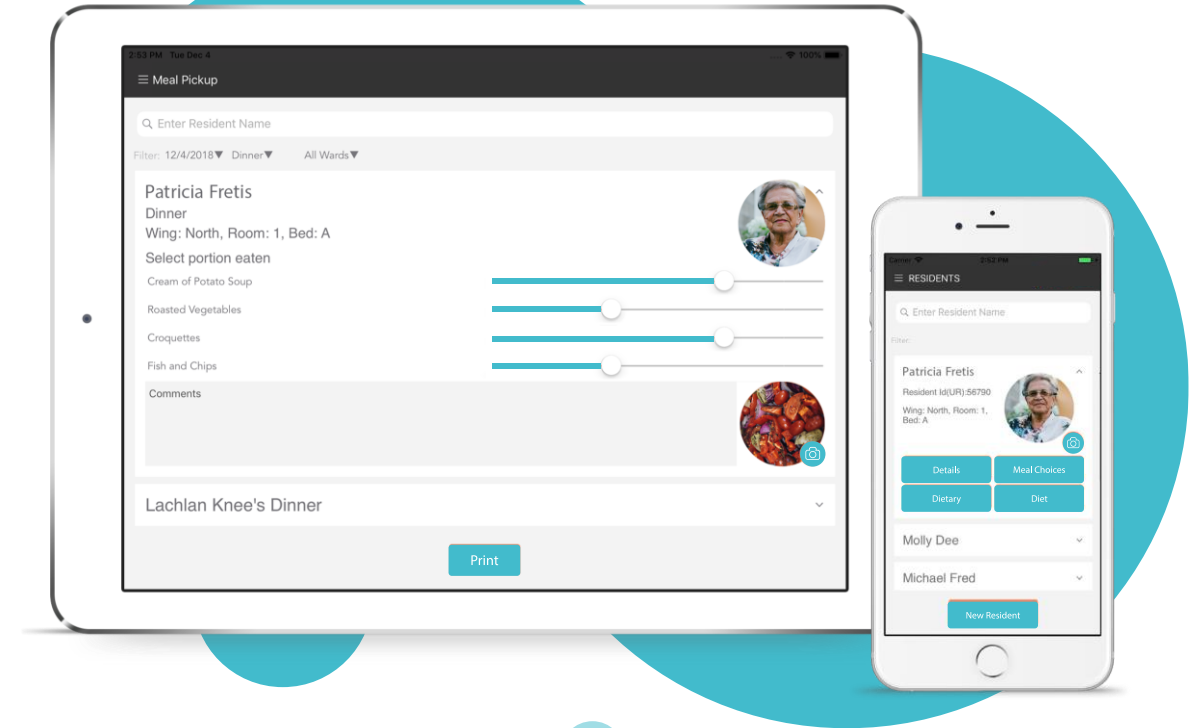 2:53 PM Tue Dec 4
100%
Meal Pickup
Enter Resident Name
Filter: 12/4/2018▼ Dinner▼ All Wards▼
Patricia Fretis
Dinner
Wing: North, Room: 1, Bed: A
Select portion eaten
Cream of Potato Soup
Roasted Vegetables
Croquettes
Fish and Chips
Comments
Lachlan Knee's Dinner
Print
Carrier 2:52 PM
RESIDENTS
Enter Resident Name
Filter:
Patricia Fretis
Resident Id(UR):56790
Wing: North, Room: 1,
Bed: A
Details Meal Choices
Dietary Diet
Molly Dee
Michael Fred
New Resident